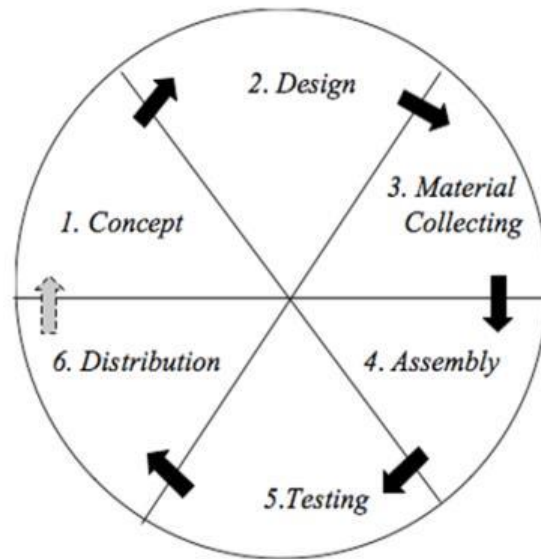 1. Concept
2. Design
3. Material
Collecting
4. Assembly
5.Testing
6. Distribution